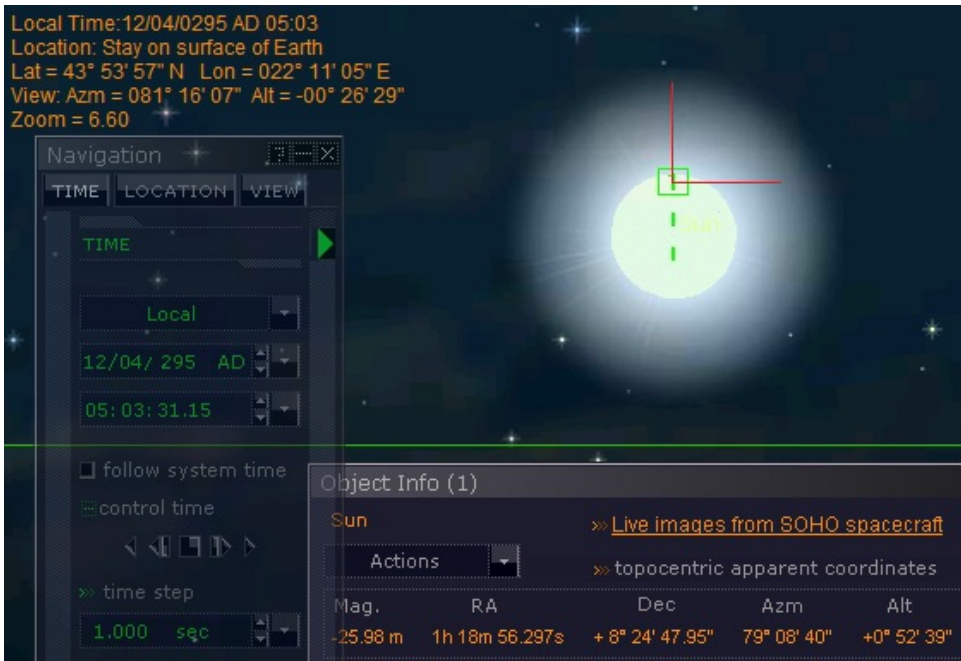 Local Time:12/04/0295 AD 05:03
Location: Stay on surface of Earth
Lat = 43° 53' 57" N Lon = 022° 11' 05" E
View: Azm = 081° 16' 07" Alt = -00° 26' 29"
Zoom = 6.60
Navigation
TIME LOCATION VIEW
TIME
Local
12/04/ 295 AD
05:03:31.15
follow system time
control time
time step
1.000 sec
Sun
Object Info (1)
Sun
»» Live images from SOHO spacecraft
Actions
»» topocentric apparent coordinates
Mag. RA Dec Azm Alt
-25.98 m 1h 18m 56.297s + 8° 24' 47.95" 79° 08' 40" +0° 52' 39"